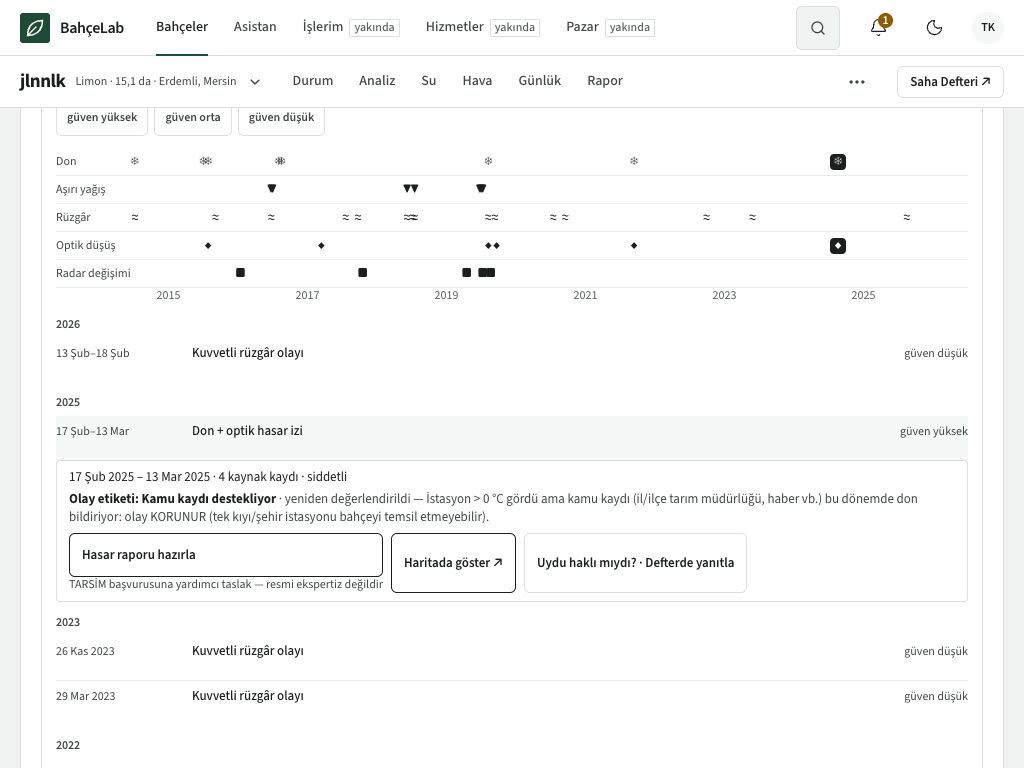 BahçeLab
Bahçeler
Asistan
İşlerim yakında
Hizmetler yakında
Pazar yakında
1
TK
jlnnlk
Limon · 15,1 da · Erdemli, Mersin
Durum
Analiz
Su
Hava
Günlük
Rapor
Saha Defteri
güven yüksek
güven orta
güven düşük
Don
Aşırı yağış
Rüzgâr
Optik düşüş
Radar değişimi
2015 2017 2019 2021 2023 2025
2026
13 Şub–18 Şub Kuvvetli rüzgâr olayı güven düşük
2025
17 Şub–13 Mar Don + optik hasar izi güven yüksek
17 Şub 2025 – 13 Mar 2025 · 4 kaynak kaydı · siddetli
Olay etiketi: Kamu kaydı destekliyor · yeniden değerlendirildi — İstasyon > 0 °C gördü ama kamu kaydı (il/ilçe tarım müdürlüğü, haber vb.) bu dönemde don
bildiriyor: olay KORUNUR (tek kıyı/şehir istasyonu bahçeyi temsil etmeyebilir).
Hasar raporu hazırla
TARSİM başvurusuna yardımcı taslak — resmi ekspertiz değildir
Haritada göster
Uydu haklı mıydı? · Defterde yanıtla
2023
26 Kas 2023 Kuvvetli rüzgâr olayı güven düşük
29 Mar 2023 Kuvvetli rüzgâr olayı güven düşük
2022